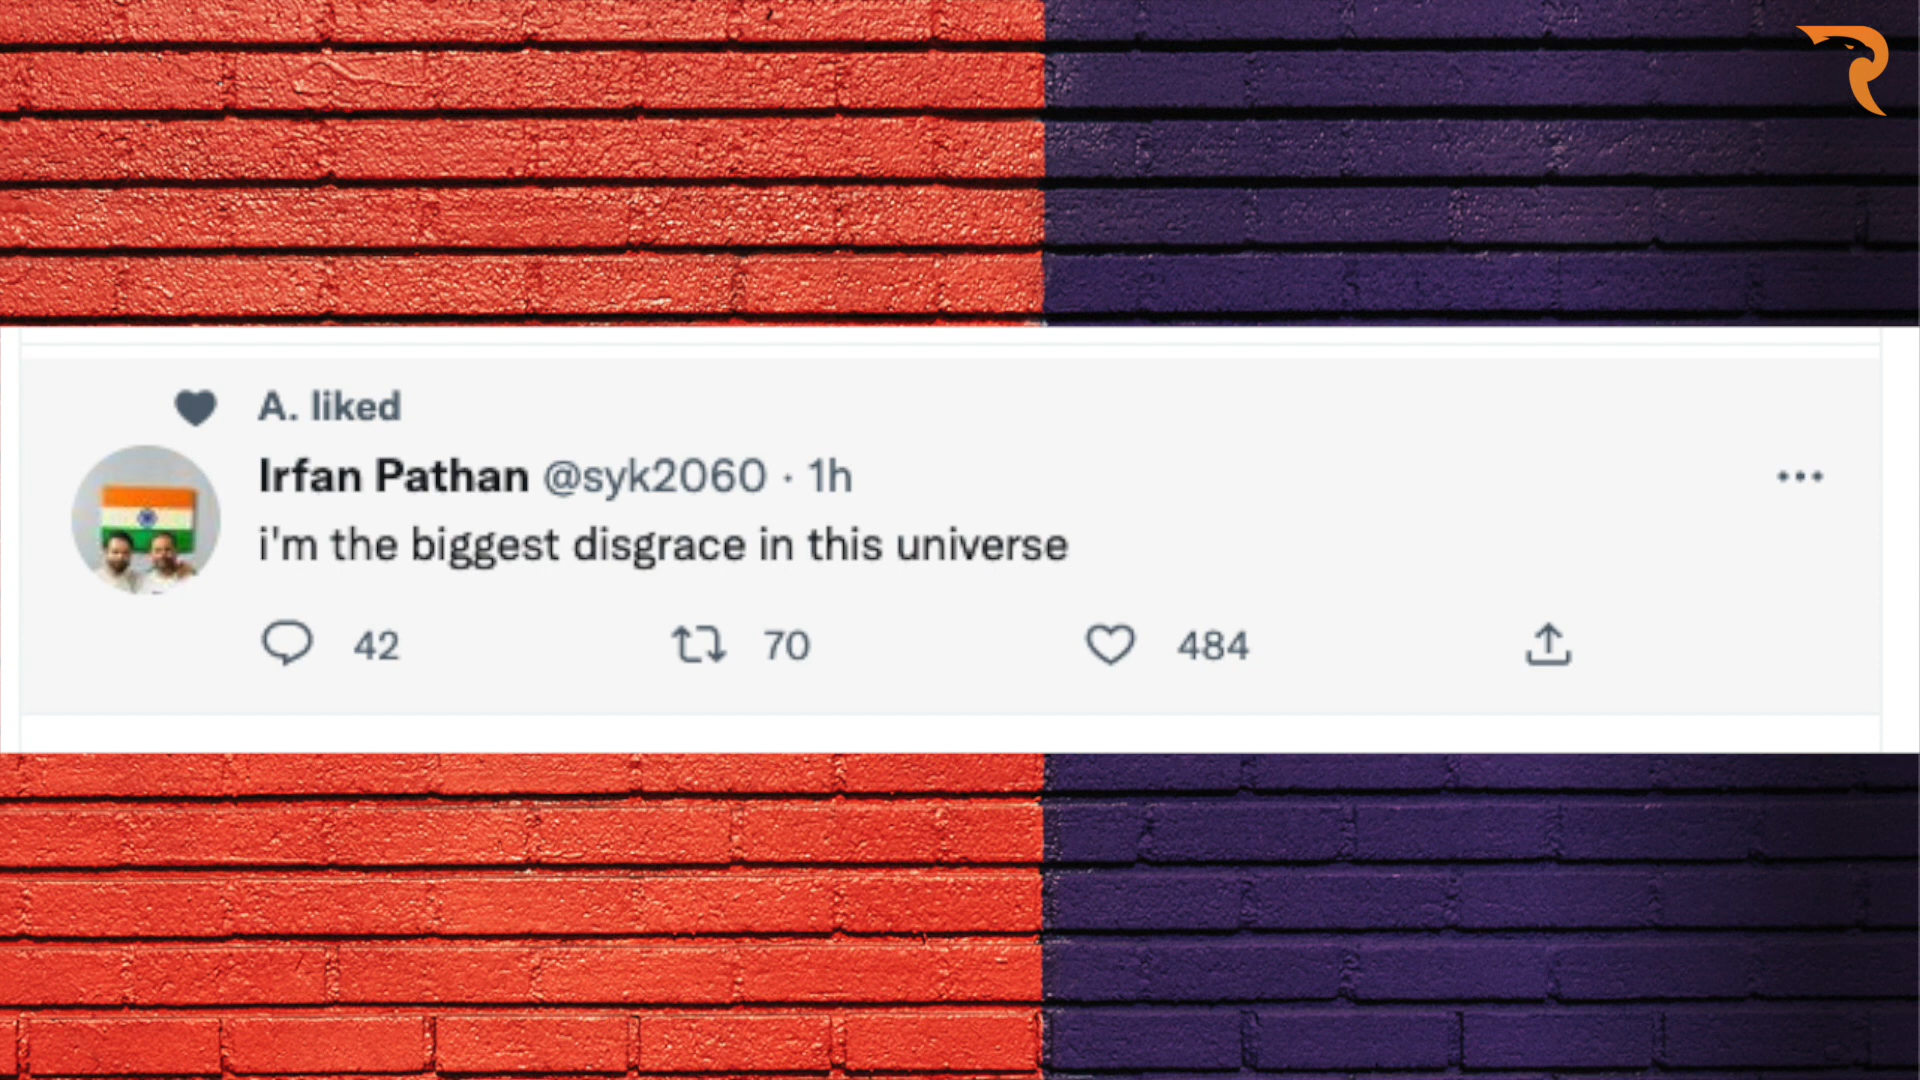 A. liked
Irfan Pathan @syk2060 · 1h
i'm the biggest disgrace in this universe
42 70 484